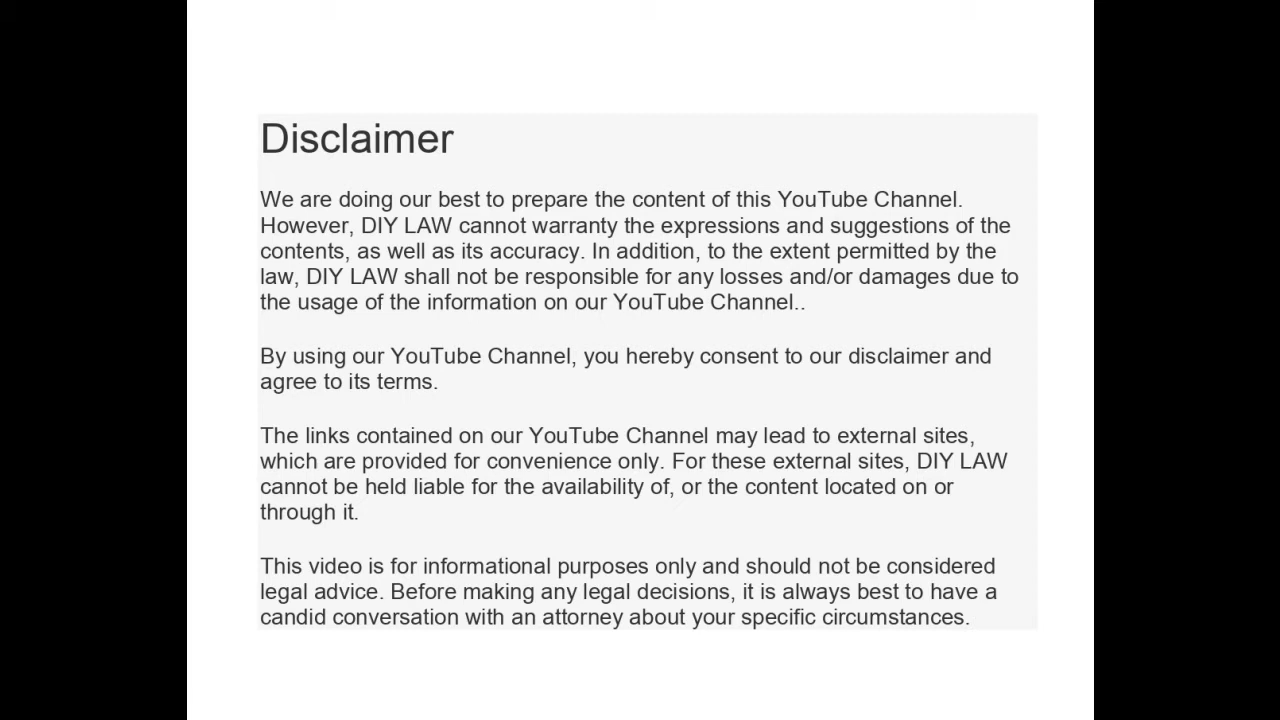 Disclaimer
We are doing our best to prepare the content of this YouTube Channel.
However, DIY LAW cannot warranty the expressions and suggestions of the
contents, as well as its accuracy. In addition, to the extent permitted by the
law, DIY LAW shall not be responsible for any losses and/or damages due to
the usage of the information on our YouTube Channel..
By using our YouTube Channel, you hereby consent to our disclaimer and
agree to its terms.
The links contained on our YouTube Channel may lead to external sites,
which are provided for convenience only. For these external sites, DIY LAW
cannot be held liable for the availability of, or the content located on or
through it.
This video is for informational purposes only and should not be considered
legal advice. Before making any legal decisions, it is always best to have a
candid conversation with an attorney about your specific circumstances.